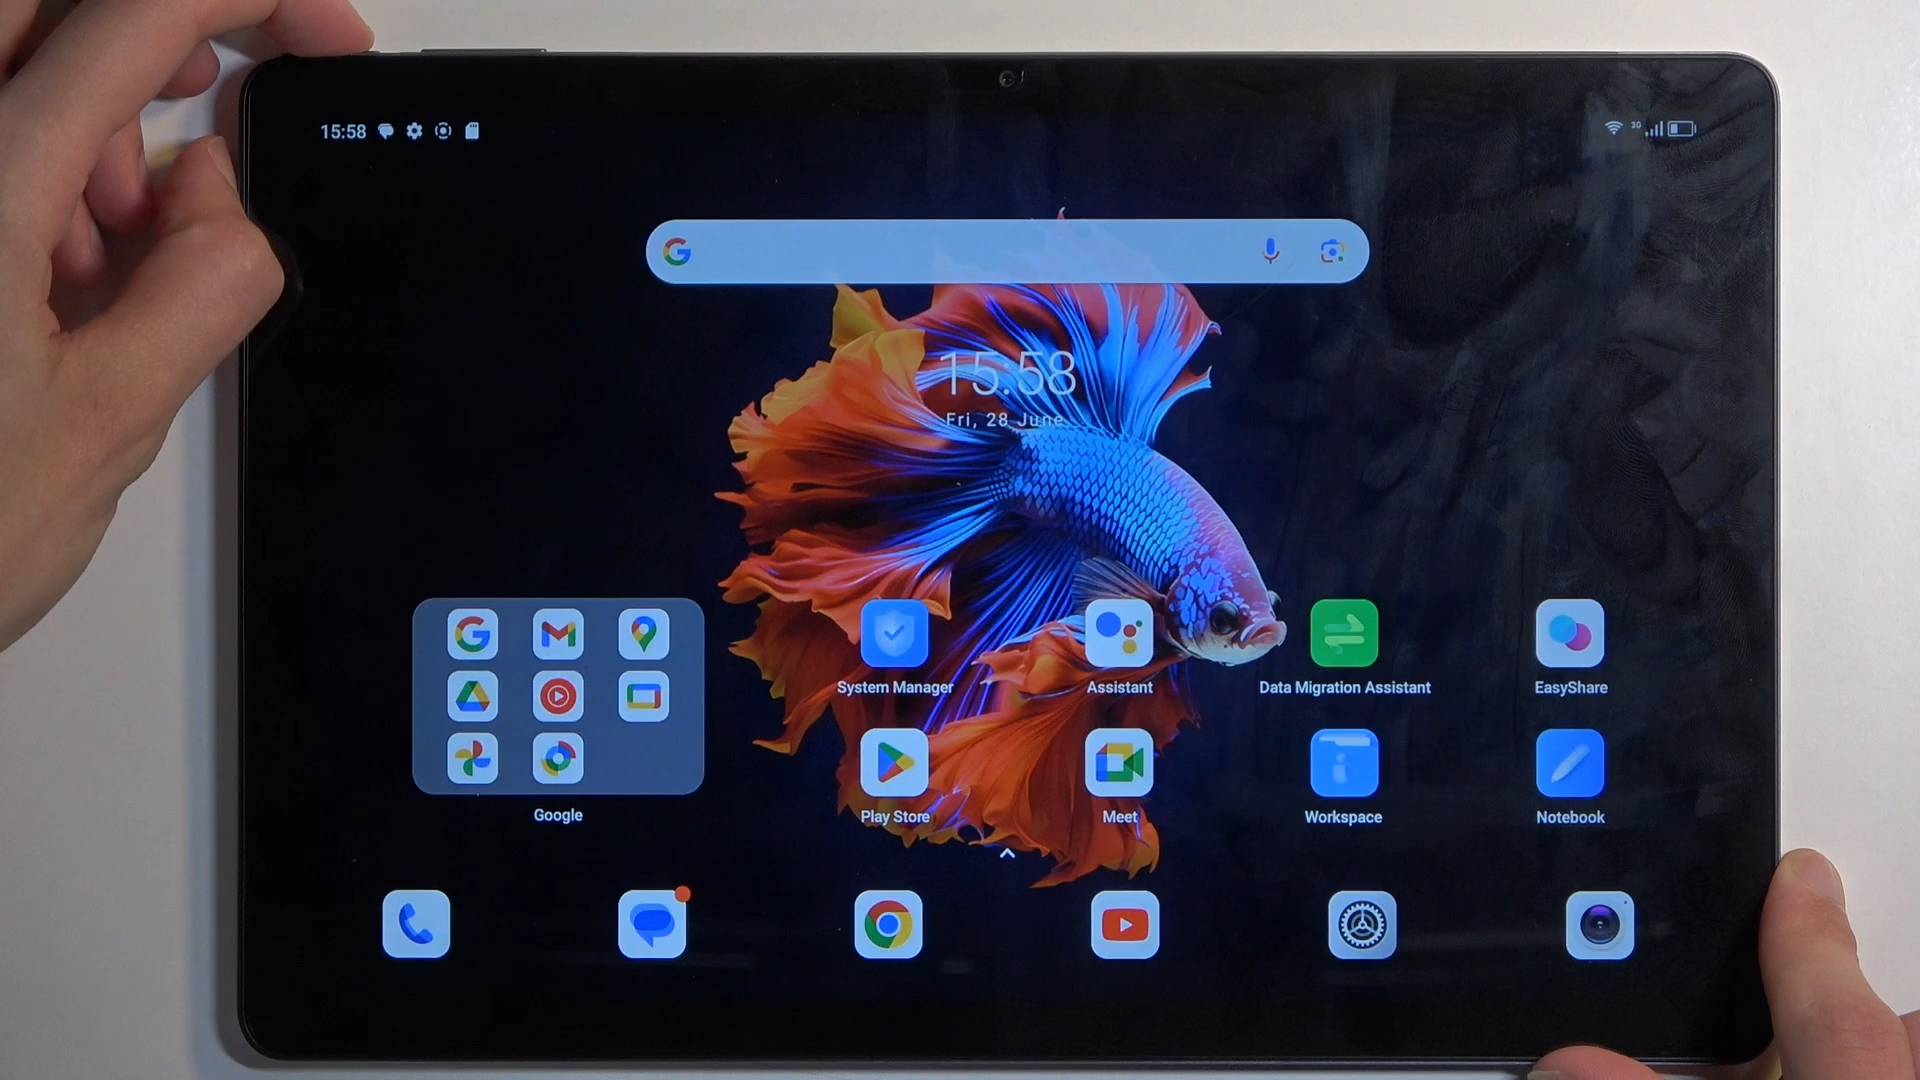 15:58
3G
15:58
Fri, 28 June
System Manager
Assistant
Data Migration Assistant
EasyShare
Google
Play Store
Meet
Workspace
Notebook